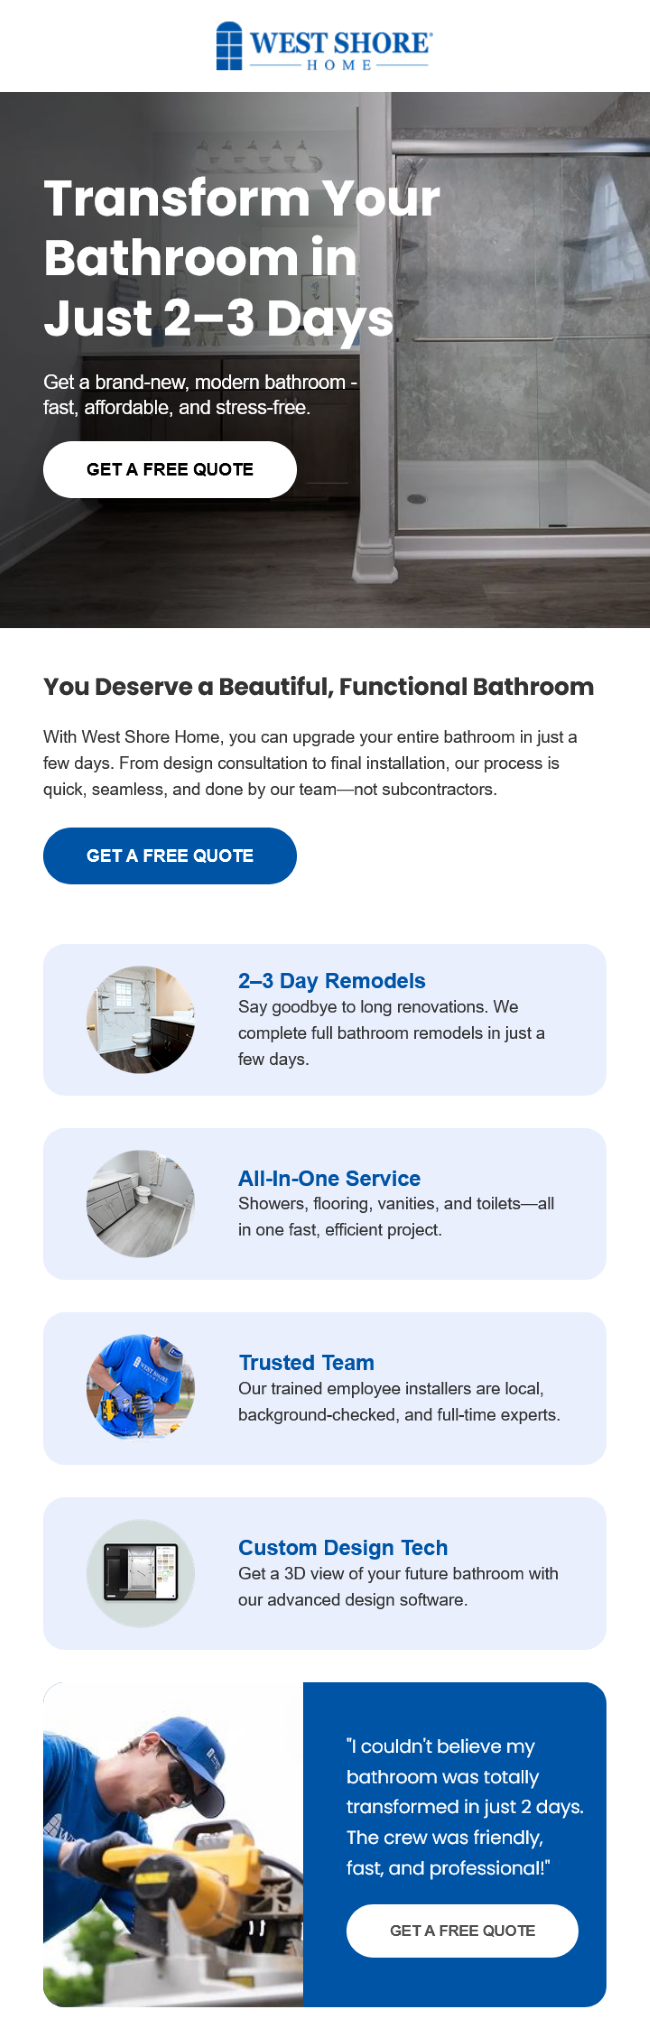 WEST SHORE
HOME
Transform Your
Bathroom in
Just 2–3 Days
Get a brand-new, modern bathroom -
fast, affordable, and stress-free.
GET A FREE QUOTE
You Deserve a Beautiful, Functional Bathroom
With West Shore Home, you can upgrade your entire bathroom in just a
few days. From design consultation to final installation, our process is
quick, seamless, and done by our team—not subcontractors.
GET A FREE QUOTE
2–3 Day Remodels
Say goodbye to long renovations. We
complete full bathroom remodels in just a
few days.
All-In-One Service
Showers, flooring, vanities, and toilets—all
in one fast, efficient project.
WEST SHORE
Trusted Team
Our trained employee installers are local,
background-checked, and full-time experts.
Custom Design Tech
Get a 3D view of your future bathroom with
our advanced design software.
"I couldn't believe my
bathroom was totally
transformed in just 2 days.
The crew was friendly,
fast, and professional!"
GET A FREE QUOTE